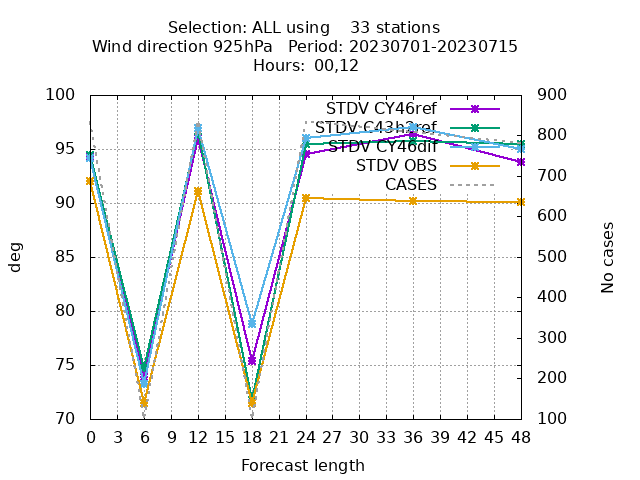 Selection: ALL using 33 stations
Wind direction 925hPa Period: 20230701-20230715
Hours: 00,12
100 900
STDV CY46ref
800
STDV C43h2ref
95 STDV CY46dif
STDV OBS 700
CASES
90
600
85 500
deg No cases
80 400
300
75
200
70 100
0 3 6 9 12 15 18 21 24 27 30 33 36 39 42 45 48
Forecast length